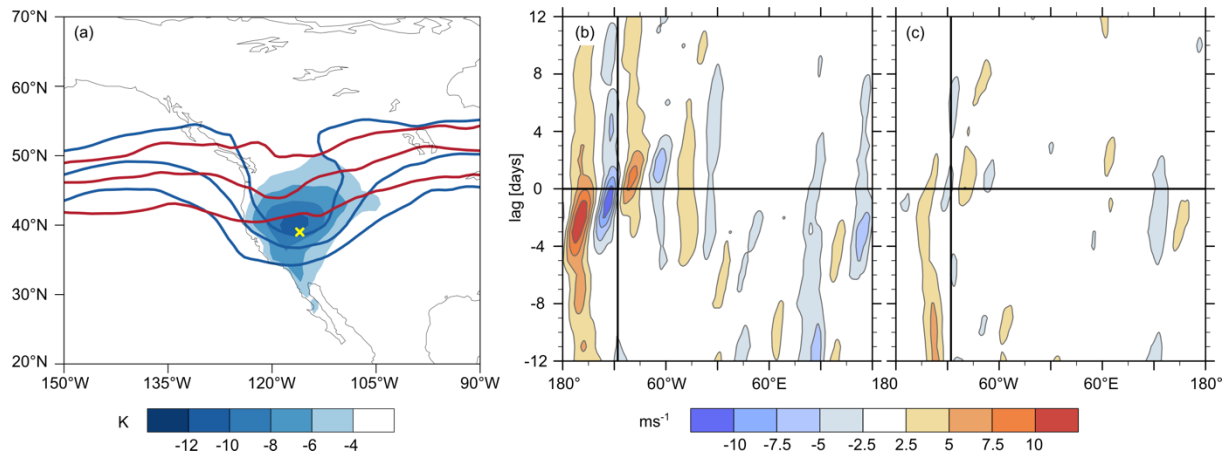 (a)
70°N
60°N
50°N
40°N
30°N
20°N
150°W 135°W 120°W 105°W 90°W
K
-12 -10 -8 -6 -4
(b) (c)
lag [days]
12
8
4
0
-4
-8
-12
180° 60°W 60°E 180 60°W 60°E 180°
ms⁻¹
-10 -7.5 -5 -2.5 2.5 5 7.5 10